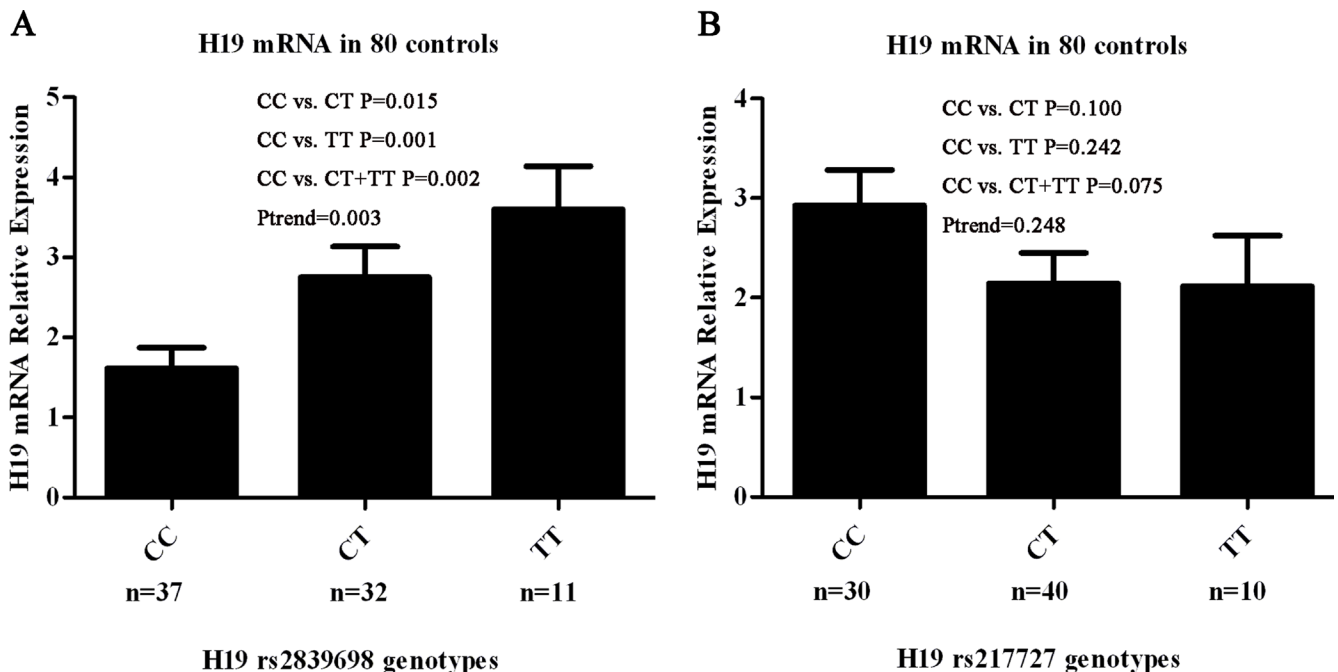 A
H19 mRNA in 80 controls
H19 mRNA Relative Expression
5
4
3
2
1
0
CC vs. CT P=0.015
CC vs. TT P=0.001
CC vs. CT+TT P=0.002
Ptrend=0.003
CC
CT
TT
n=37
n=32
n=11
H19 rs2839698 genotypes
B
H19 mRNA in 80 controls
H19 mRNA Relative Expression
4
3
2
1
0
CC vs. CT P=0.100
CC vs. TT P=0.242
CC vs. CT+TT P=0.075
Ptrend=0.248
CC
CT
TT
n=30
n=40
n=10
H19 rs217727 genotypes